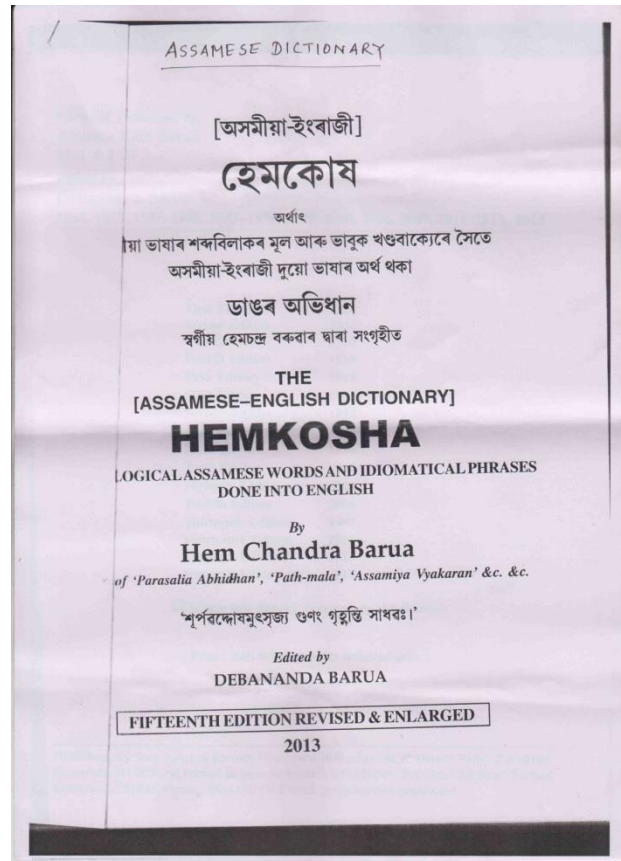 ASSAMESE DICTIONARY
[অসমীয়া-ইংৰাজী]
হেমকোষ
অৰ্থাৎ
ীয়া ভাষাৰ শব্দবিলাকৰ মূল আৰু ভাবুক খণ্ডবাক্যেৰে সৈতে
অসমীয়া-ইংৰাজী দুয়ো ভাষাৰ অৰ্থ থকা
ডাঙৰ অভিধান
স্বৰ্গীয় হেমচন্দ্ৰ বৰুবাৰ দ্বাৰা সংগৃহীত
THE
[ASSAMESE–ENGLISH DICTIONARY]
HEMKOSHA
LOGICAL ASSAMESE WORDS AND IDIOMATICAL PHRASES
DONE INTO ENGLISH
By
Hem Chandra Barua
of 'Parasalia Abhidhan', 'Path-mala', 'Assamiya Vyakaran' &c. &c.
'শূৰ্পবদ্দোষমুৎসৃজ্য গুণং গৃহ্ণন্তি সাধৱঃ।'
Edited by
DEBANANDA BARUA
FIFTEENTH EDITION REVISED & ENLARGED
2013